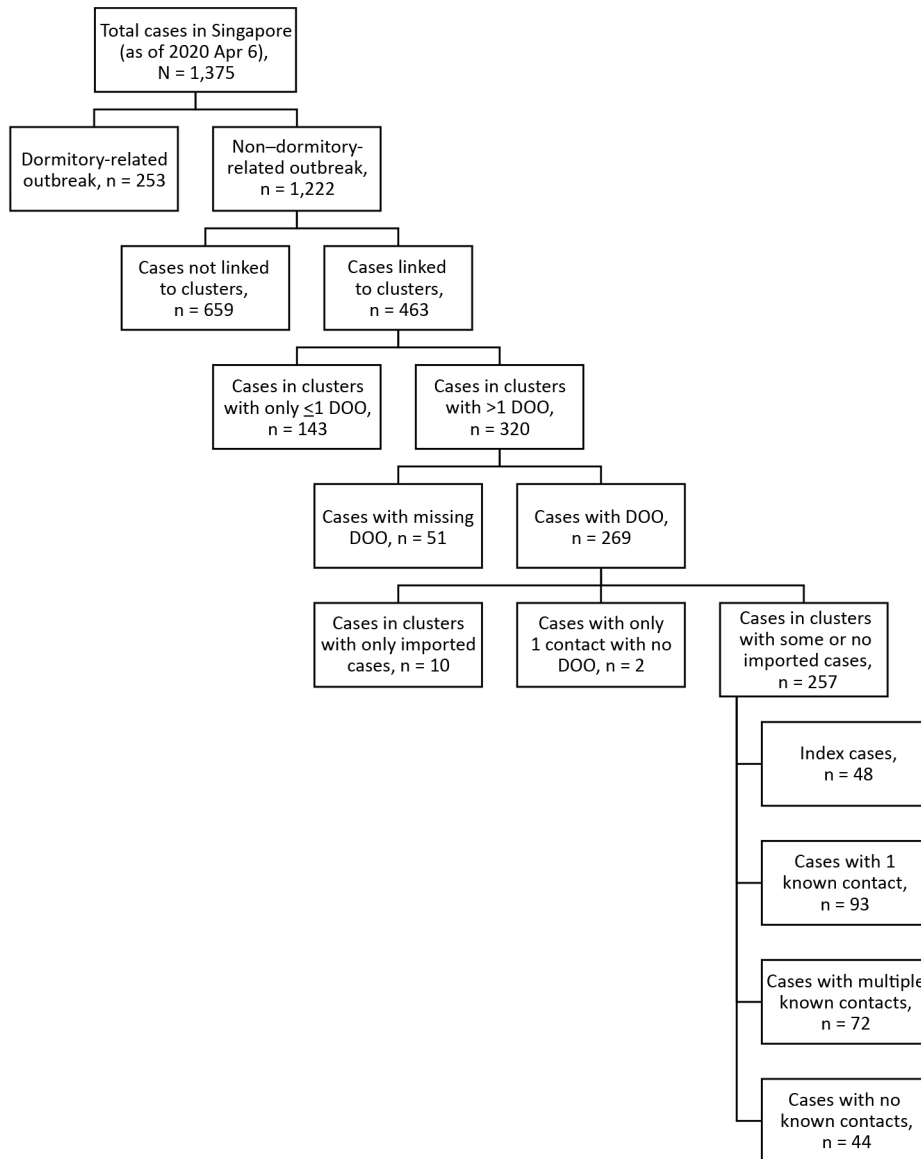 Total cases in Singapore
(as of 2020 Apr 6),
N = 1,375
Dormitory-related
outbreak, n = 253
Non–dormitory-
related outbreak,
n = 1,222
Cases not linked
to clusters,
n = 659
Cases linked
to clusters,
n = 463
Cases in clusters
with only ≤1 DOO,
n = 143
Cases in clusters
with >1 DOO,
n = 320
Cases with missing
DOO, n = 51
Cases with DOO,
n = 269
Cases in clusters
with only imported
cases, n = 10
Cases with only
1 contact with no
DOO, n = 2
Cases in clusters
with some or no
imported cases,
n = 257
Index cases,
n = 48
Cases with 1
known contact,
n = 93
Cases with multiple
known contacts,
n = 72
Cases with no
known contacts,
n = 44